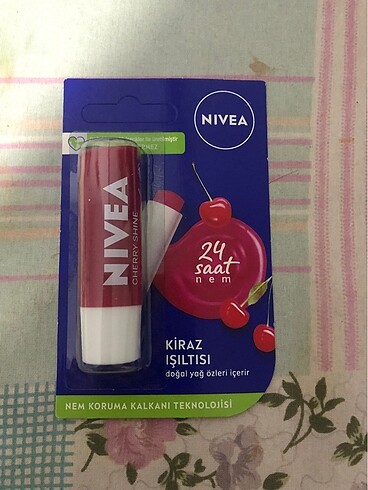 NIVEA
24
saat
nem
NIVEA
CHERRY SHINE
KİRAZ
IŞILTISI
doğal yağ özleri içerir
NEM KORUMA KALKANI TEKNOLOJİSİ